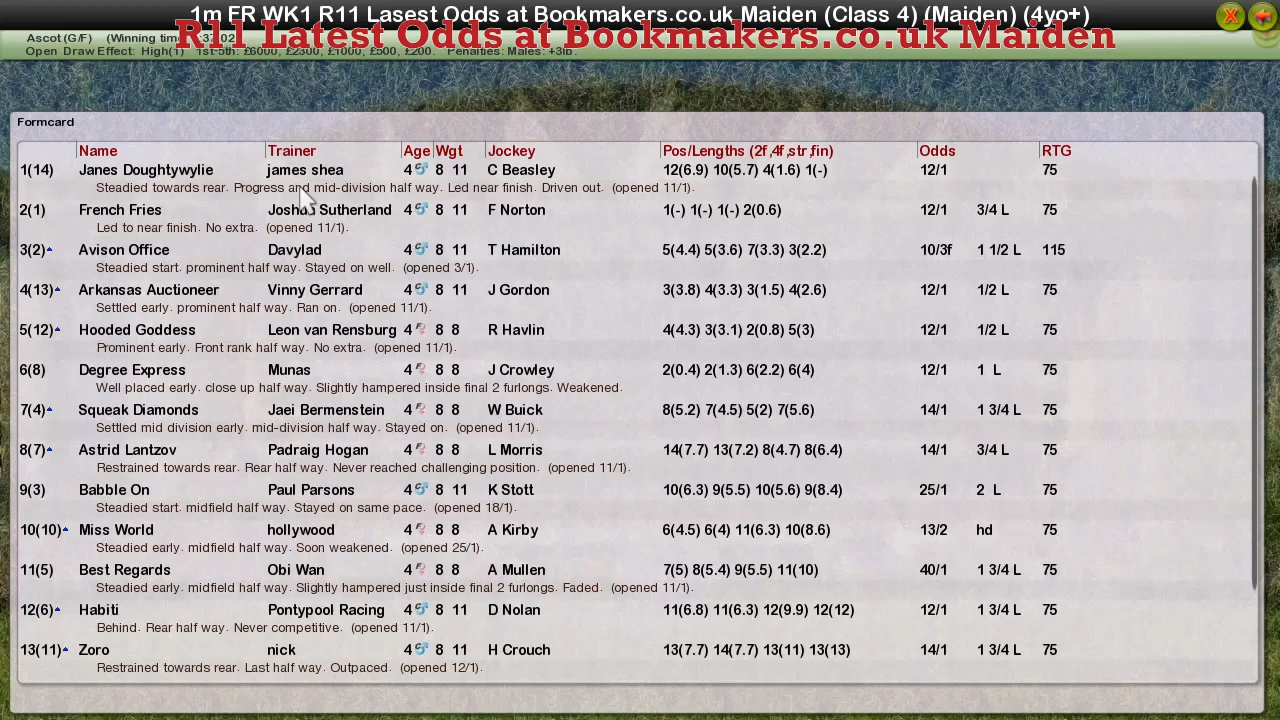 1m FR WK1 R11 Lasest Odds at Bookmakers.co.uk Maiden (Class 4) (Maiden) (4yo+)
R11 Latest Odds at Bookmakers.co.uk Maiden
Ascot(G/F) (Winning time
Open Draw Effect: High(1) 1st-5th: £6000, £2300, £1000, £500, £200. Penalties: Males: +3lb.
Formcard
Name Trainer Age Wgt Jockey Pos/Lengths (2f,4f,str,fin) Odds RTG
1(14) Janes Doughtywylie james shea 4 8 11 C Beasley 12(6.9) 10(5.7) 4(1.6) 1(-) 12/1 75
Steadied towards rear. Progress and mid-division half way. Led near finish. Driven out. (opened 11/1).
2(1) French Fries Joshua Sutherland 4 8 11 F Norton 1(-) 1(-) 1(-) 2(0.6) 12/1 3/4 L 75
Led to near finish. No extra. (opened 11/1).
3(2) Avison Office Davylad 4 8 11 T Hamilton 5(4.4) 5(3.6) 7(3.3) 3(2.2) 10/3f 1 1/2 L 115
Steadied start. prominent half way. Stayed on well. (opened 3/1).
4(13) Arkansas Auctioneer Vinny Gerrard 4 8 11 J Gordon 3(3.8) 4(3.3) 3(1.5) 4(2.6) 12/1 1/2 L 75
Settled early. prominent half way. Ran on. (opened 11/1).
5(12) Hooded Goddess Leon van Rensburg 4 8 8 R Havlin 4(4.3) 3(3.1) 2(0.8) 5(3) 12/1 1/2 L 75
Prominent early. Front rank half way. No extra. (opened 11/1).
6(8) Degree Express Munas 4 8 8 J Crowley 2(0.4) 2(1.3) 6(2.2) 6(4) 12/1 1 L 75
Well placed early. close up half way. Slightly hampered inside final 2 furlongs. Weakened.
7(4) Squeak Diamonds Jaei Bermenstein 4 8 8 W Buick 8(5.2) 7(4.5) 5(2) 7(5.6) 14/1 1 3/4 L 75
Settled mid division early. mid-division half way. Stayed on. (opened 11/1).
8(7) Astrid Lantzov Padraig Hogan 4 8 8 L Morris 14(7.7) 13(7.2) 8(4.7) 8(6.4) 14/1 3/4 L 75
Restrained towards rear. Rear half way. Never reached challenging position. (opened 11/1).
9(3) Babble On Paul Parsons 4 8 11 K Stott 10(6.3) 9(5.5) 10(5.6) 9(8.4) 25/1 2 L 75
Steadied start. midfield half way. Stayed on same pace. (opened 18/1).
10(10) Miss World hollywood 4 8 8 A Kirby 6(4.5) 6(4) 11(6.3) 10(8.6) 13/2 hd 75
Steadied early. midfield half way. Soon weakened. (opened 25/1).
11(5) Best Regards Obi Wan 4 8 8 A Mullen 7(5) 8(5.4) 9(5.5) 11(10) 40/1 1 3/4 L 75
Steadied early. midfield half way. Slightly hampered just inside final 2 furlongs. Faded. (opened 11/1).
12(6) Habiti Pontypool Racing 4 8 11 D Nolan 11(6.8) 11(6.3) 12(9.9) 12(12) 12/1 1 3/4 L 75
Behind. Rear half way. Never competitive. (opened 11/1).
13(11) Zoro nick 4 8 11 H Crouch 13(7.7) 14(7.7) 13(11) 13(13) 14/1 1 3/4 L 75
Restrained towards rear. Last half way. Outpaced. (opened 12/1).